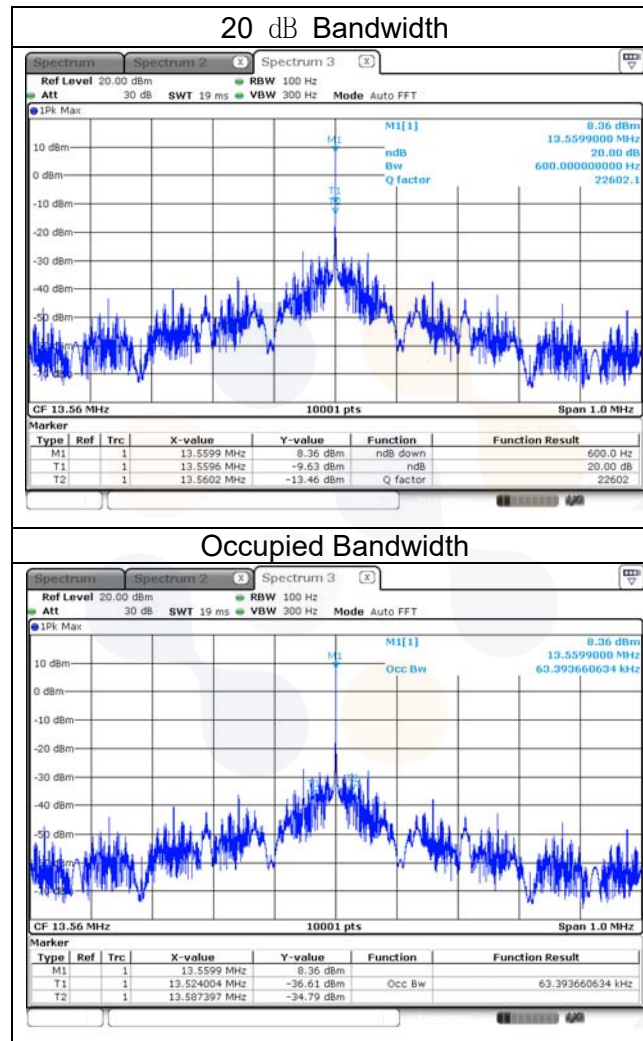 20 dB Bandwidth
Spectrum Spectrum 2 X Spectrum 3 X
Ref Level 20.00 dBm RBW 100 Hz
Att 30 dB SWT 19 ms VBW 300 Hz Mode Auto FFT
1Pk Max
M1[1] 8.36 dBm
13.5599000 MHz
ndB 20.00 dB
Bw 600.000000000 Hz
Q factor 22602.1
M1
T1
10 dBm
0 dBm
-10 dBm
-20 dBm
-30 dBm
-40 dBm
-50 dBm
CF 13.56 MHz 10001 pts Span 1.0 MHz
Marker
Type Ref Trc X-value Y-value Function Function Result
M1 1 13.5599 MHz 8.36 dBm ndB down 600.0 Hz
T1 1 13.5596 MHz -9.63 dBm ndB 20.00 dB
T2 1 13.5602 MHz -13.46 dBm Q factor 22602
Occupied Bandwidth
Spectrum Spectrum 2 X Spectrum 3 X
Ref Level 20.00 dBm RBW 100 Hz
Att 30 dB SWT 19 ms VBW 300 Hz Mode Auto FFT
1Pk Max
M1[1] 8.36 dBm
13.5599000 MHz
Occ Bw 63.393660634 kHz
M1
10 dBm
0 dBm
-10 dBm
-20 dBm
-30 dBm
-40 dBm
-50 dBm
CF 13.56 MHz 10001 pts Span 1.0 MHz
Marker
Type Ref Trc X-value Y-value Function Function Result
M1 1 13.5599 MHz 8.36 dBm
T1 1 13.524004 MHz -36.61 dBm Occ Bw 63.393660634 kHz
T2 1 13.587397 MHz -34.79 dBm